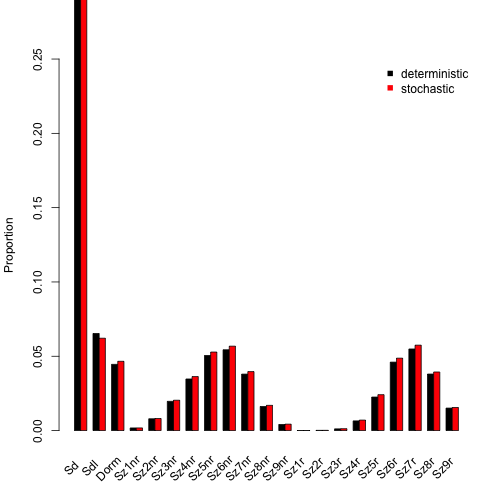 deterministic
stochastic
Proportion
0.25
0.20
0.15
0.10
0.05
0.00
Sd
Sdl
Dorm
Sz1nr
Sz2nr
Sz3nr
Sz4nr
Sz5nr
Sz6nr
Sz7nr
Sz8nr
Sz9nr
Sz1r
Sz2r
Sz3r
Sz4r
Sz5r
Sz6r
Sz7r
Sz8r
Sz9r